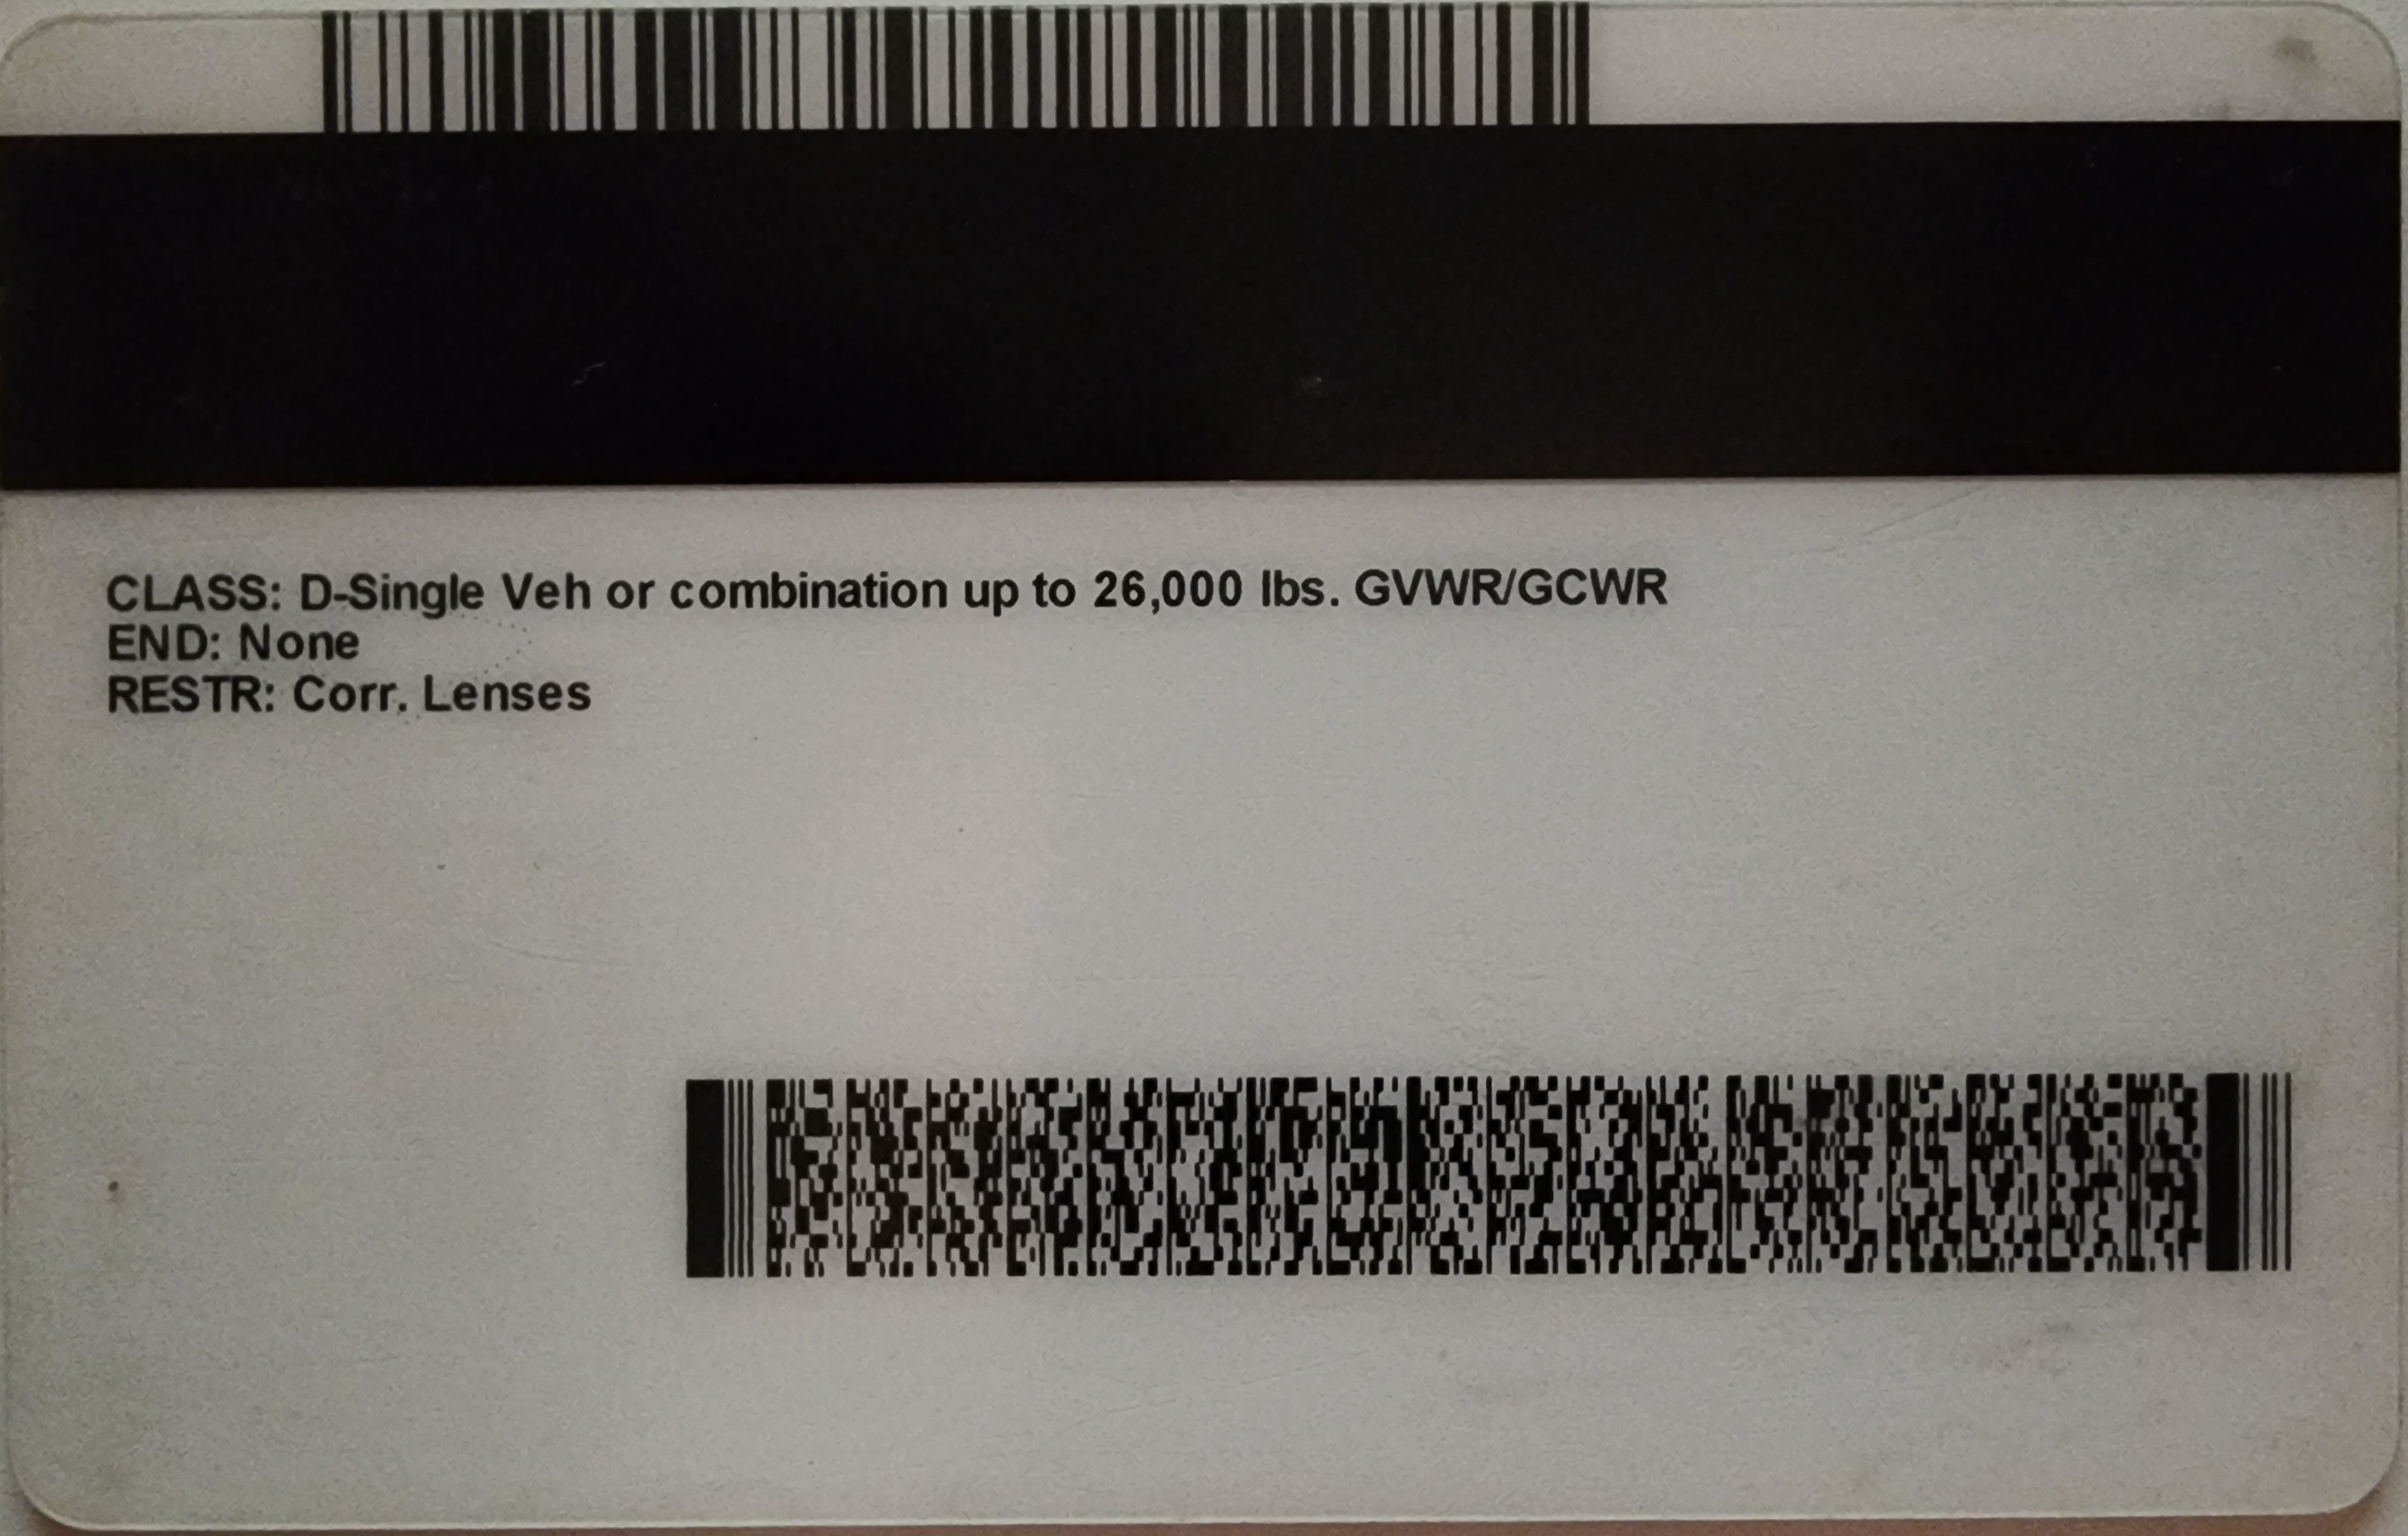 CLASS: D-Single Veh or combination up to 26,000 lbs. GVWR/GCWR
END: None
RESTR: Corr. Lenses